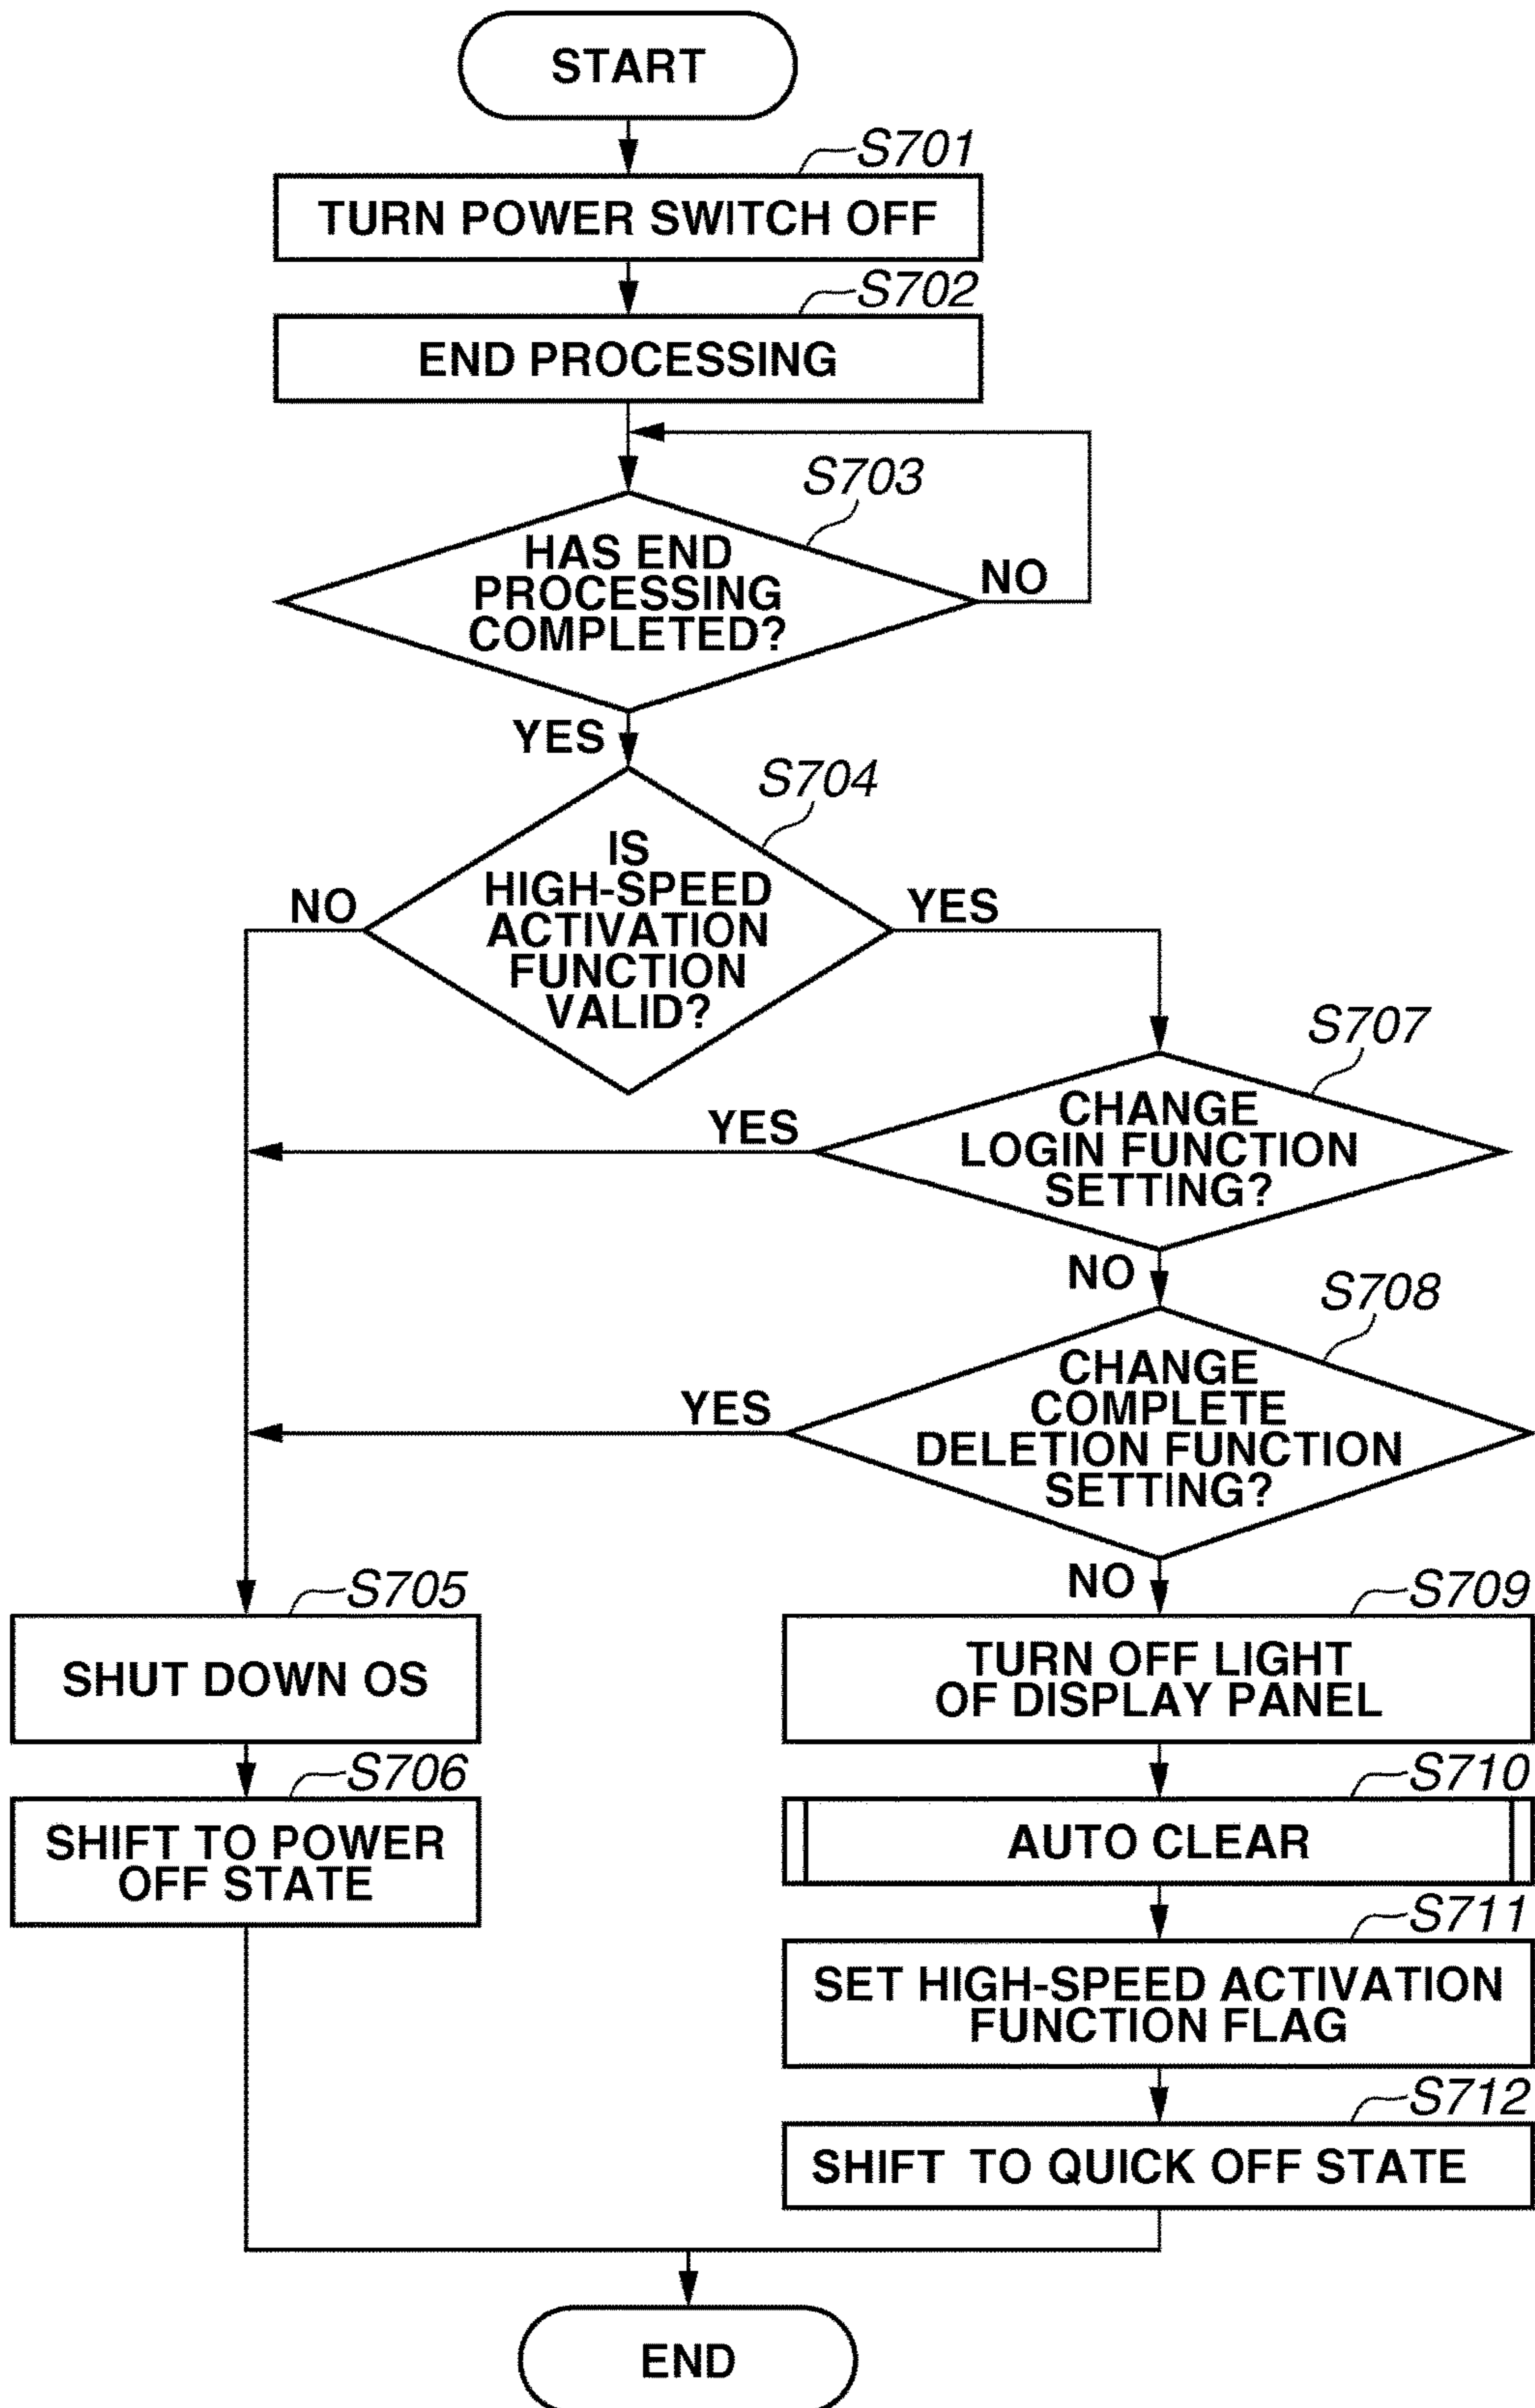 START
S701
TURN POWER SWITCH OFF
S702
END PROCESSING
S703
HAS END
PROCESSING
COMPLETED?
NO
YES
S704
IS
HIGH-SPEED
ACTIVATION
FUNCTION
VALID?
NO
YES
S707
CHANGE
LOGIN FUNCTION
SETTING?
YES
NO
S708
CHANGE
COMPLETE
DELETION FUNCTION
SETTING?
YES
NO
S705
SHUT DOWN OS
S706
SHIFT TO POWER
OFF STATE
S709
TURN OFF LIGHT
OF DISPLAY PANEL
S710
AUTO CLEAR
S711
SET HIGH-SPEED ACTIVATION
FUNCTION FLAG
S712
SHIFT TO QUICK OFF STATE
END